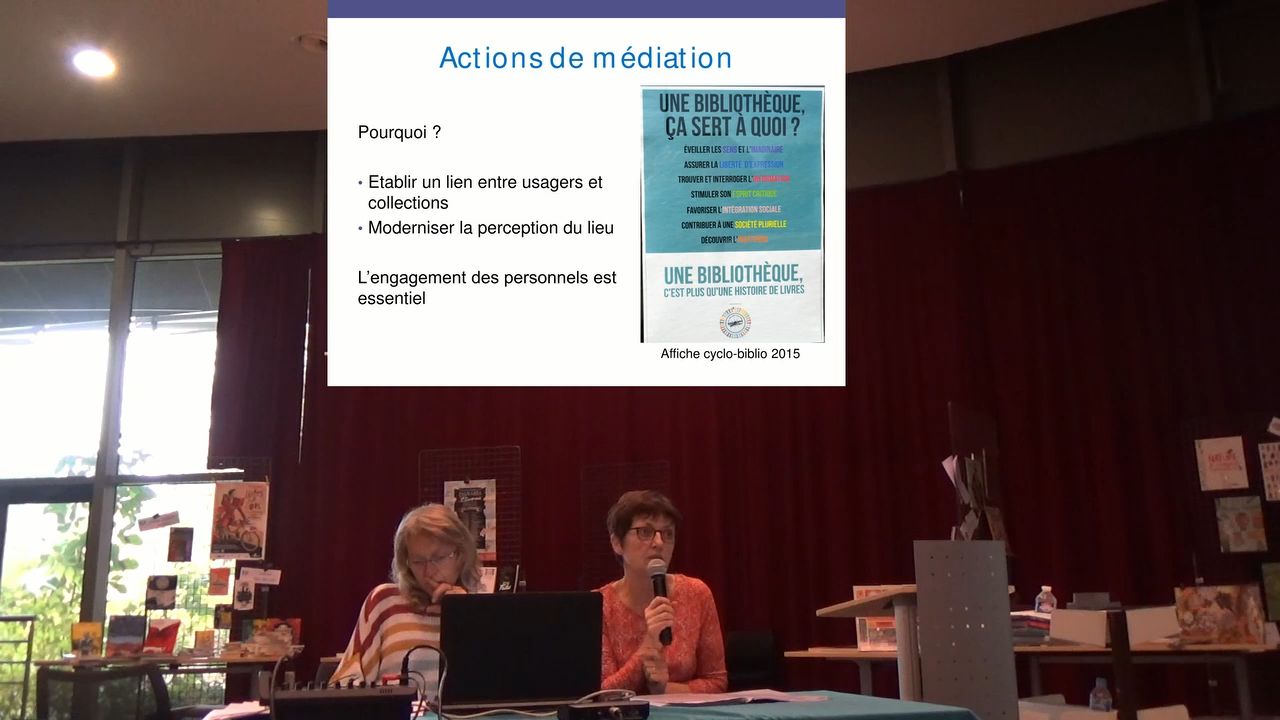 Actions de médiation
Pourquoi ?
• Etablir un lien entre usagers et
collections
• Moderniser la perception du lieu
L'engagement des personnels est
essentiel
UNE BIBLIOTHÈQUE,
ÇA SERT À QUOI ?
ÉVEILLER LES SENS ET L'IMAGINAIRE
ASSURER LA LIBERTÉ D'EXPRESSION
TROUVER ET INTERROGER L'INFORMATION
STIMULER SON ESPRIT CRITIQUE
FAVORISER L'INTÉGRATION SOCIALE
CONTRIBUER À UNE SOCIÉTÉ PLURIELLE
DÉCOUVRIR
UNE BIBLIOTHÈQUE,
C'EST PLUS QU'UNE HISTOIRE DE LIVRES
Affiche cyclo-biblio 2015